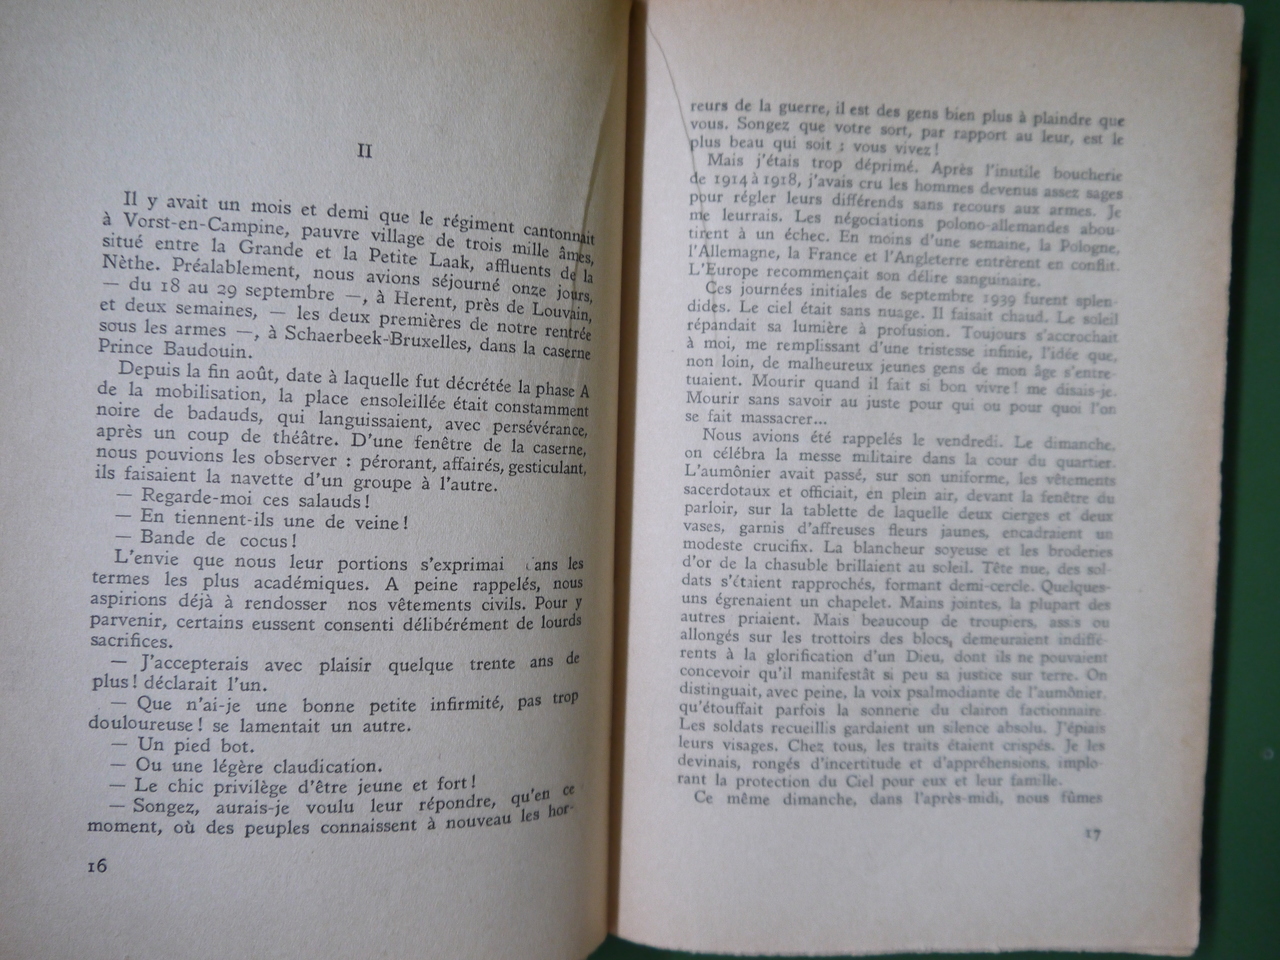 II
Il y avait un mois et demi que le régiment cantonnait
à Vorst-en-Campine, pauvre village de trois mille âmes,
situé entre la Grande et la Petite Laak, affluents de la
Nèthe. Préalablement, nous avions séjourné onze jours,
— du 18 au 29 septembre —, à Herent, près de Louvain,
et deux semaines, — les deux premières de notre rentrée
sous les armes —, à Schaerbeek-Bruxelles, dans la caserne
Prince Baudouin.
Depuis la fin août, date à laquelle fut décrétée la phase A
de la mobilisation, la place ensoleillée était constamment
noire de badauds, qui languissaient, avec persévérance,
après un coup de théâtre. D'une fenêtre de la caserne,
nous pouvions les observer : pérorant, affairés, gesticulant,
ils faisaient la navette d'un groupe à l'autre.
— Regarde-moi ces salauds !
— En tiennent-ils une de veine !
— Bande de cocus !
L'envie que nous leur portions s'exprimai dans les
termes les plus académiques. A peine rappelés, nous
aspirions déjà à rendosser nos vêtements civils. Pour y
parvenir, certains eussent consenti délibérément de lourds
sacrifices.
— J'accepterais avec plaisir quelque trente ans de
plus ! déclarait l'un.
— Que n'ai-je une bonne petite infirmité, pas trop
douloureuse ! se lamentait un autre.
— Un pied bot.
— Ou une légère claudication.
— Le chic privilège d'être jeune et fort !
— Songez, aurais-je voulu leur répondre, qu'en ce
moment, où des peuples connaissent à nouveau les hor-
16
reurs de la guerre, il est des gens bien plus à plaindre que
vous. Songez que votre sort, par rapport au leur, est le
plus beau qui soit : vous vivez !
Mais j'étais trop déprimé. Après l'inutile boucherie
de 1914 à 1918, j'avais cru les hommes devenus assez sages
pour régler leurs différends sans recours aux armes. Je
me leurrais. Les négociations polono-allemandes abou-
tirent à un échec. En moins d'une semaine, la Pologne,
l'Allemagne, la France et l'Angleterre entrèrent en conflit.
L'Europe recommençait son délire sanguinaire.
Ces journées initiales de septembre 1939 furent splen-
dides. Le ciel était sans nuage. Il faisait chaud. Le soleil
répandait sa lumière à profusion. Toujours s'accrochait
à moi, me remplissant d'une tristesse infinie, l'idée que,
non loin, de malheureux jeunes gens de mon âge s'entre-
tuaient. Mourir quand il fait si bon vivre ! me disais-je.
Mourir sans savoir au juste pour qui ou pour quoi l'on
se fait massacrer...
Nous avions été rappelés le vendredi. Le dimanche,
on célébra la messe militaire dans la cour du quartier.
L'aumônier avait passé, sur son uniforme, les vêtements
sacerdotaux et officiait, en plein air, devant la fenêtre du
parloir, sur la tablette de laquelle deux cierges et deux
vases, garnis d'affreuses fleurs jaunes, encadraient un
modeste crucifix. La blancheur soyeuse et les broderies
d'or de la chasuble brillaient au soleil. Tête nue, des sol-
dats s'étaient rapprochés, formant demi-cercle. Quelques-
uns égrenaient un chapelet. Mains jointes, la plupart des
autres priaient. Mais beaucoup de troupiers, assis ou
allongés sur les trottoirs des blocs, demeuraient indiffé-
rents à la glorification d'un Dieu, dont ils ne pouvaient
concevoir qu'il manifestât si peu sa justice sur terre. On
distinguait, avec peine, la voix psalmodiante de l'aumônier,
qu'étouffait parfois la sonnerie du clairon factionnaire.
Les soldats recueillis gardaient un silence absolu. J'épiais
leurs visages. Chez tous, les traits étaient crispés. Je les
devinais, rongés d'incertitude et d'appréhensions, implo-
rant la protection du Ciel pour eux et leur famille.
Ce même dimanche, dans l'après-midi, nous fûmes
17